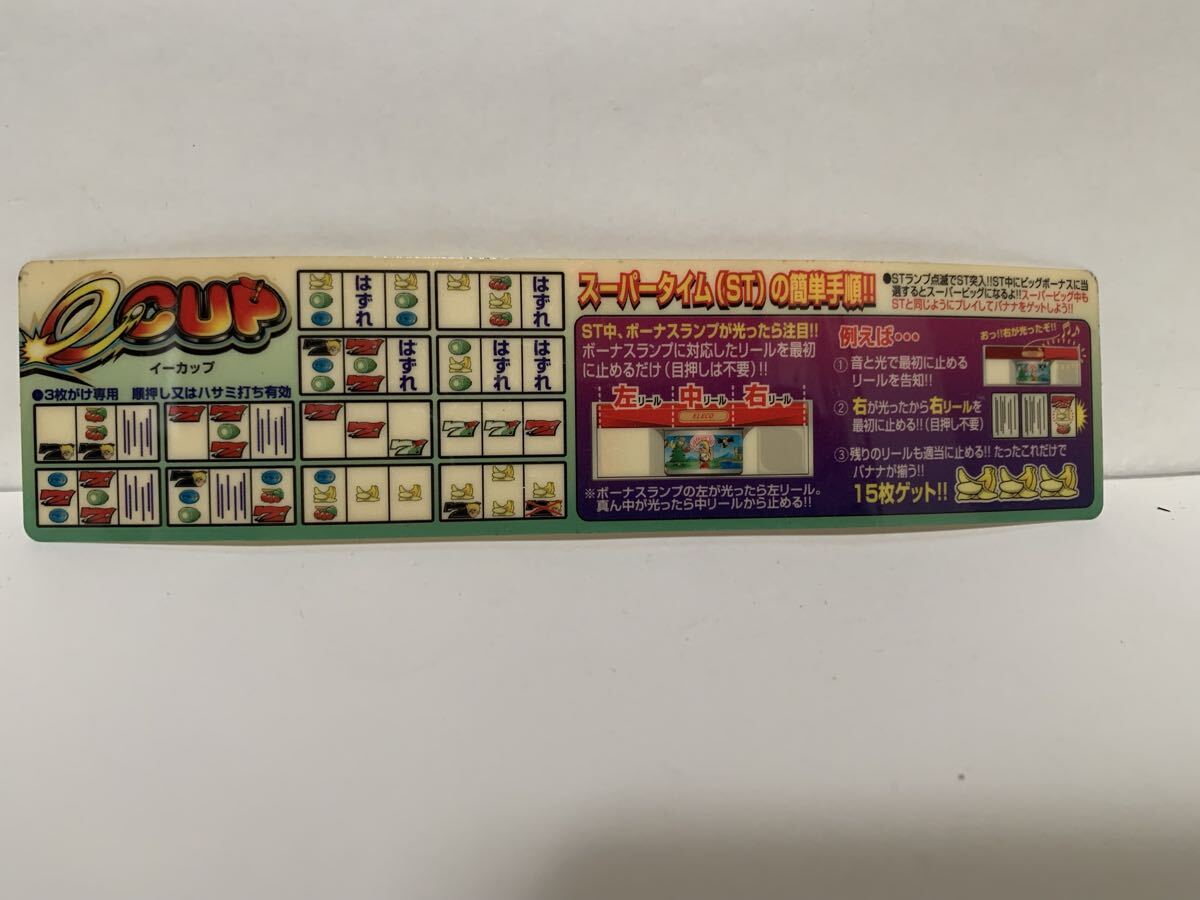 e CUP
イーカップ
●3枚がけ専用 順押し又はハサミ打ち有効
はずれ
はずれ
はずれ
はずれ
はずれ
スーパータイム(ST)の簡単手順!!
●STランプ点滅でST突入!!ST中にビッグボーナスに当
選するとスーパービッグになるよ!!スーパービッグ中も
STと同じようにプレイしてバナナをゲットしよう!!
ST中、ボーナスランプが光ったら注目!!
ボーナスランプに対応したリールを最初
に止めるだけ(目押しは不要)!!
左リール 中リール 右リール
ELECO
※ボーナスランプの左が光ったら左リール。
真ん中が光ったら中リールから止める!!
例えば…
おっ!!右が光ったぞ!!
①音と光で最初に止める
リールを告知!!
②右が光ったから右リールを
最初に止める!!(目押し不要)
③残りのリールも適当に止める!! たったこれだけで
バナナが揃う!!
15枚ゲット!!